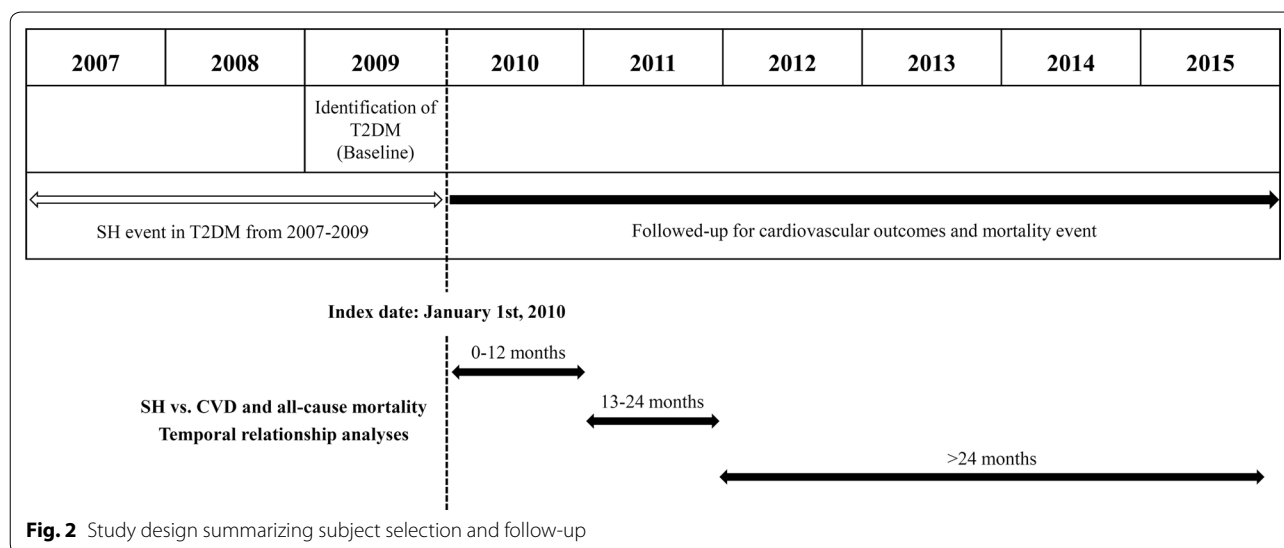 2007 2008 2009 2010 2011 2012 2013 2014 2015
Identification of
T2DM
(Baseline)
SH event in T2DM from 2007-2009
Followed-up for cardiovascular outcomes and mortality event
Index date: January 1st, 2010
0-12 months
SH vs. CVD and all-cause mortality
Temporal relationship analyses
13-24 months
>24 months
Fig. 2 Study design summarizing subject selection and follow-up